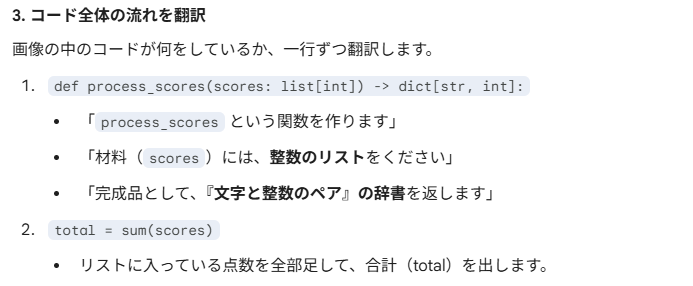 3. コード全体の流れを翻訳
画像の中のコードが何をしているか、一行ずつ翻訳します。
1. def process_scores(scores: list[int]) -> dict[str, int]:
• 「process_scores という関数を作ります」
• 「材料（scores）には、整数のリストをください」
• 「完成品として、『文字と整数のペア』の辞書を返します」
2. total = sum(scores)
• リストに入っている点数を全部足して、合計（total）を出します。